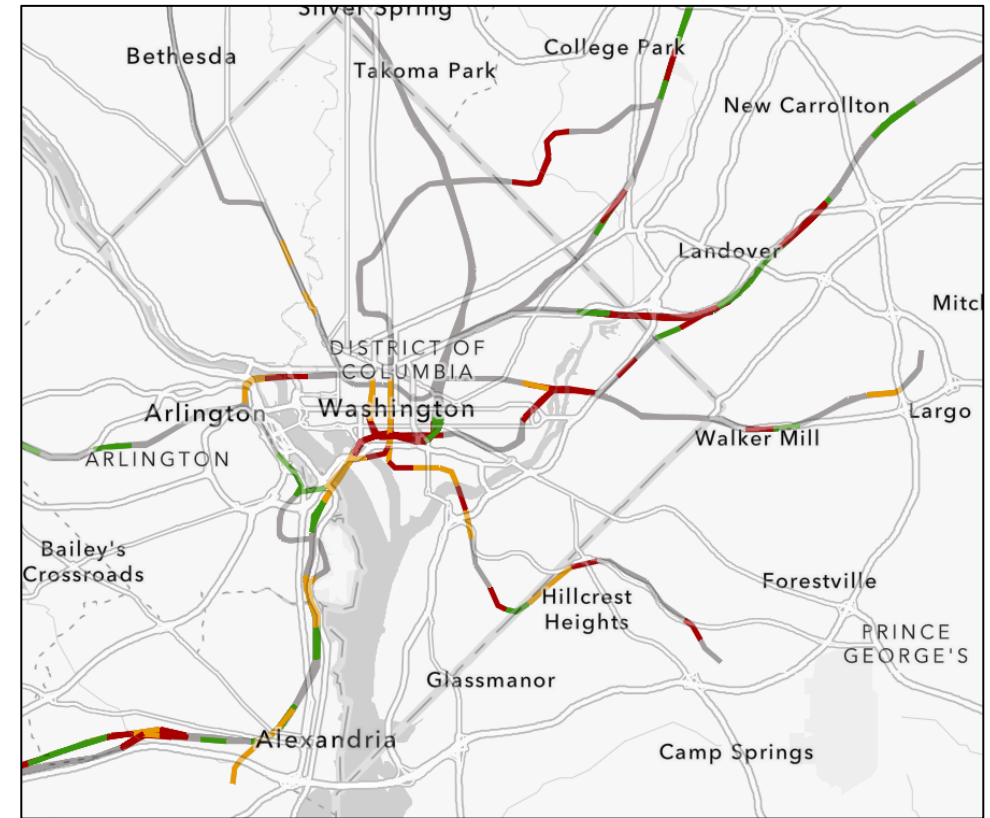 Silver Spring
Bethesda
College Park
Takoma Park
New Carrollton
Landover
DISTRICT OF
COLUMBIA
Arlington
Washington
Largo
Walker Mill
ARLINGTON
Bailey's
Crossroads
Forestville
Hillcrest
Heights
PRINCE
GEORGE'S
Glassmanor
Alexandria
Camp Springs